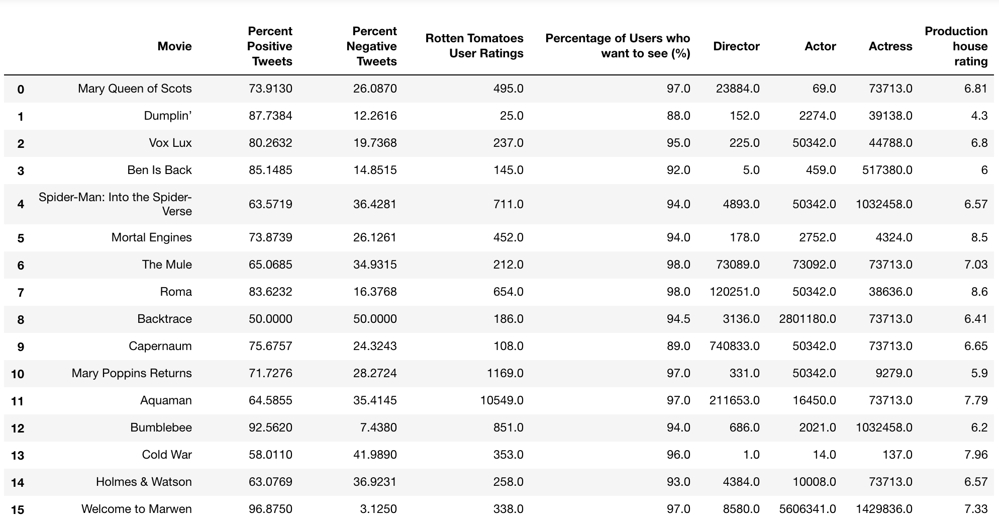 Movie Percent Positive Tweets Percent Negative Tweets Rotten Tomatoes User Ratings Percentage of Users who want to see (%) Director Actor Actress Production house rating
0 Mary Queen of Scots 73.9130 26.0870 495.0 97.0 23884.0 69.0 73713.0 6.81
1 Dumplin’ 87.7384 12.2616 25.0 88.0 152.0 2274.0 39138.0 4.3
2 Vox Lux 80.2632 19.7368 237.0 95.0 225.0 50342.0 44788.0 6.8
3 Ben Is Back 85.1485 14.8515 145.0 92.0 5.0 459.0 517380.0 6
4 Spider-Man: Into the Spider-Verse 63.5719 36.4281 711.0 94.0 4893.0 50342.0 1032458.0 6.57
5 Mortal Engines 73.8739 26.1261 452.0 94.0 178.0 2752.0 4324.0 8.5
6 The Mule 65.0685 34.9315 212.0 98.0 73089.0 73092.0 73713.0 7.03
7 Roma 83.6232 16.3768 654.0 98.0 120251.0 50342.0 38636.0 8.6
8 Backtrace 50.0000 50.0000 186.0 94.5 3136.0 2801180.0 73713.0 6.41
9 Capernaum 75.6757 24.3243 108.0 89.0 740833.0 50342.0 73713.0 6.65
10 Mary Poppins Returns 71.7276 28.2724 1169.0 97.0 331.0 50342.0 9279.0 5.9
11 Aquaman 64.5855 35.4145 10549.0 97.0 211653.0 16450.0 73713.0 7.79
12 Bumblebee 92.5620 7.4380 851.0 94.0 686.0 2021.0 1032458.0 6.2
13 Cold War 58.0110 41.9890 353.0 96.0 1.0 14.0 137.0 7.96
14 Holmes & Watson 63.0769 36.9231 258.0 93.0 4384.0 10008.0 73713.0 6.57
15 Welcome to Marwen 96.8750 3.1250 338.0 97.0 8580.0 5606341.0 1429836.0 7.33